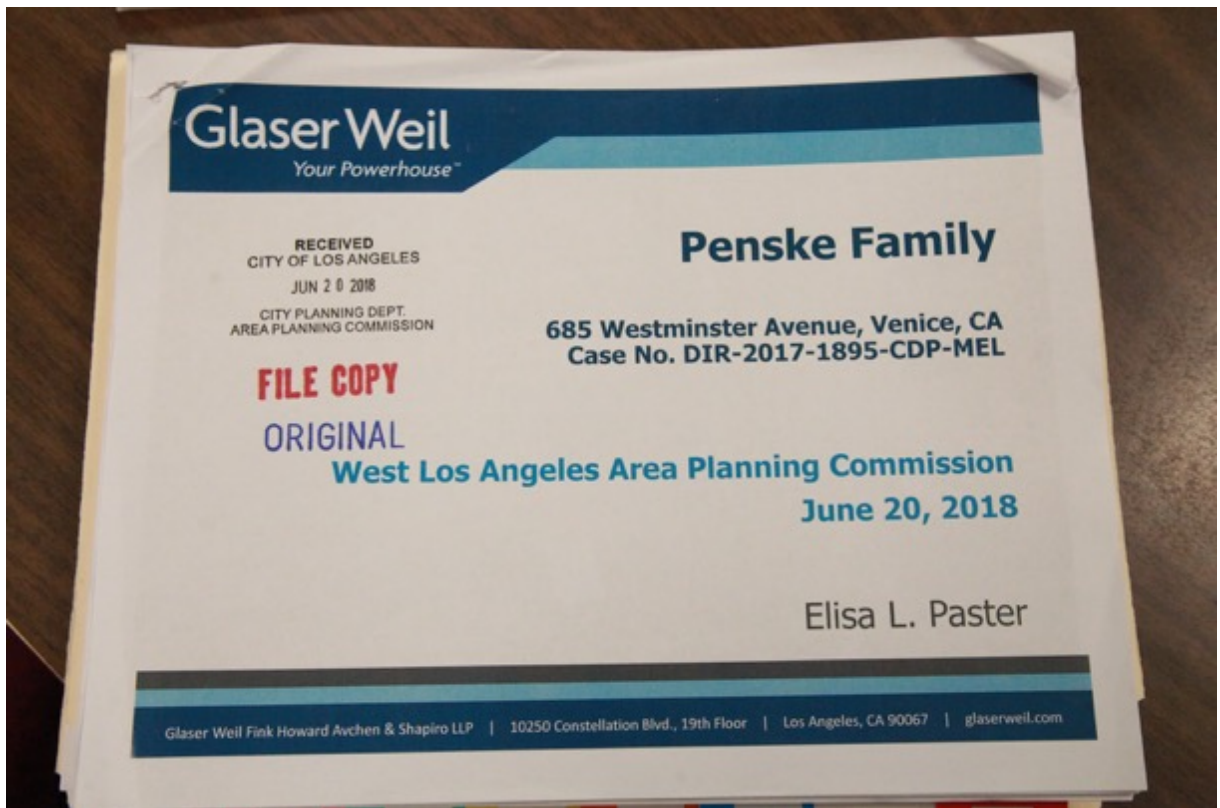 Glaser Weil
Your Powerhouse™
RECEIVED
CITY OF LOS ANGELES
JUN 20 2018
CITY PLANNING DEPT.
AREA PLANNING COMMISSION
FILE COPY
ORIGINAL
Penske Family
685 Westminster Avenue, Venice, CA
Case No. DIR-2017-1895-CDP-MEL
West Los Angeles Area Planning Commission
June 20, 2018
Elisa L. Paster
Glaser Weil Fink Howard Avchen & Shapiro LLP | 10250 Constellation Blvd., 19th Floor | Los Angeles, CA 90067 | glaserweil.com